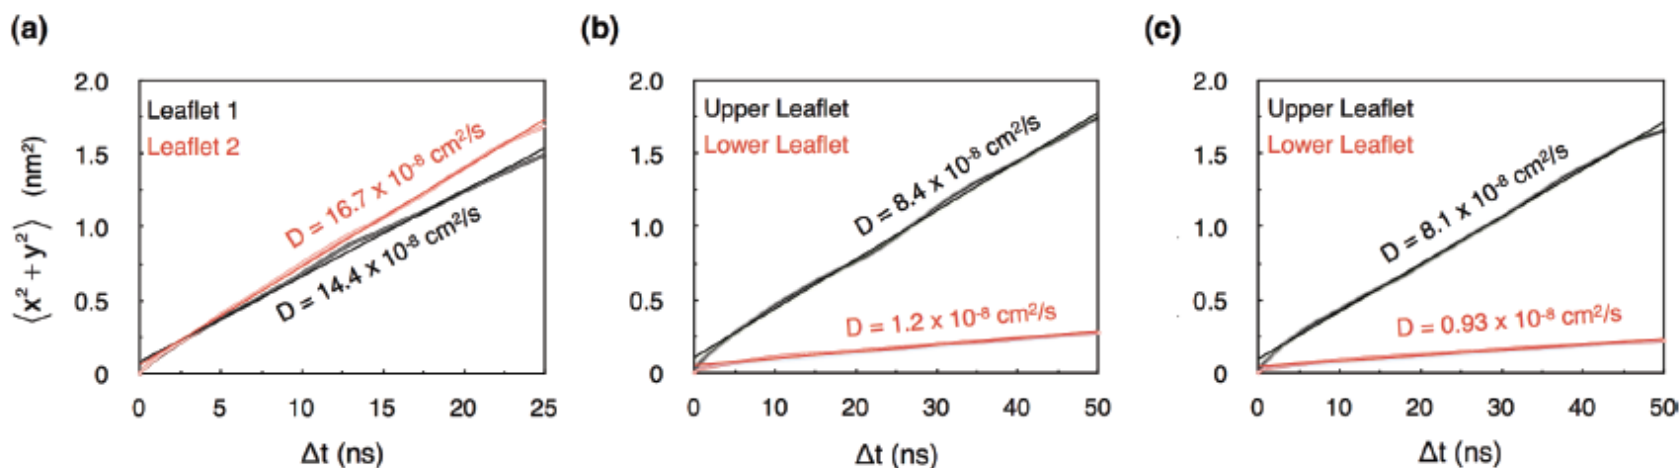 (a)
(b)
(c)
⟨x² + y²⟩ (nm²)
2.0
1.5
1.0
0.5
0
Leaflet 1
Leaflet 2
D = 16.7 x 10⁻⁸ cm²/s
D = 14.4 x 10⁻⁸ cm²/s
0 5 10 15 20 25
Δt (ns)
2.0
1.5
1.0
0.5
0
Upper Leaflet
Lower Leaflet
D = 8.4 x 10⁻⁸ cm²/s
D = 1.2 x 10⁻⁸ cm²/s
0 10 20 30 40 50
Δt (ns)
2.0
1.5
1.0
0.5
0
Upper Leaflet
Lower Leaflet
D = 8.1 x 10⁻⁸ cm²/s
D = 0.93 x 10⁻⁸ cm²/s
0 10 20 30 40 50
Δt (ns)